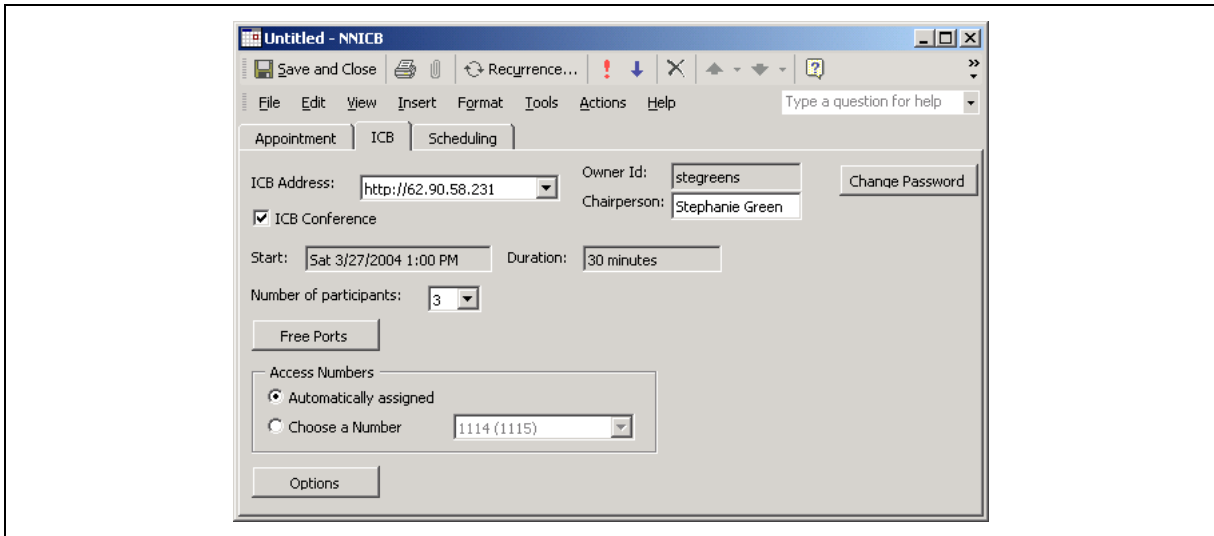 Untitled - NNICB
Save and Close Recurrence...
File Edit View Insert Format Tools Actions Help Type a question for help
Appointment ICB Scheduling
ICB Address: http://62.90.58.231 Owner Id: stegreens Change Password
Chairperson: Stephanie Green
ICB Conference
Start: Sat 3/27/2004 1:00 PM Duration: 30 minutes
Number of participants: 3
Free Ports
Access Numbers
Automatically assigned
Choose a Number 1114 (1115)
Options